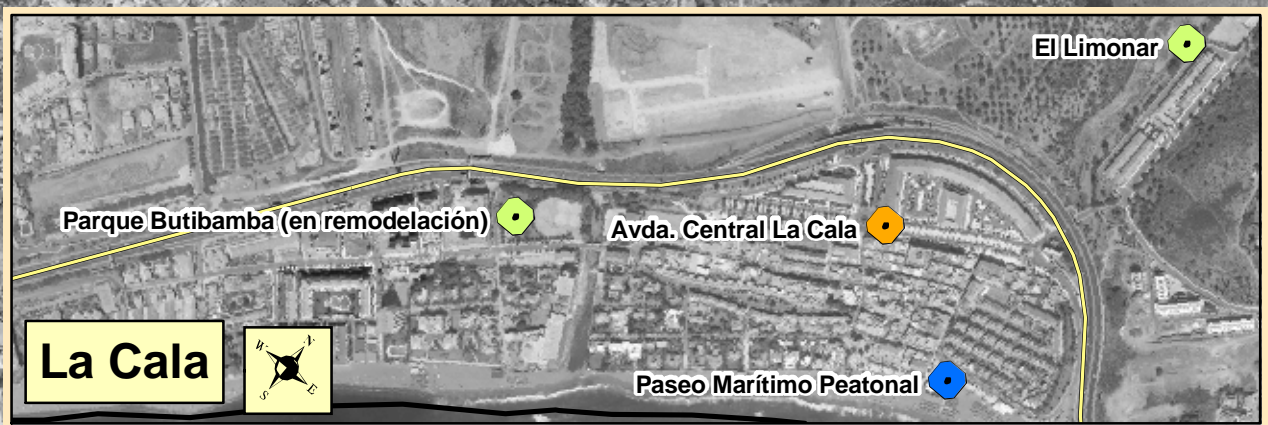 El Limonar
Parque Butibamba (en remodelación)
Avda. Central La Cala
La Cala
W
N
S
E
Paseo Marítimo Peatonal